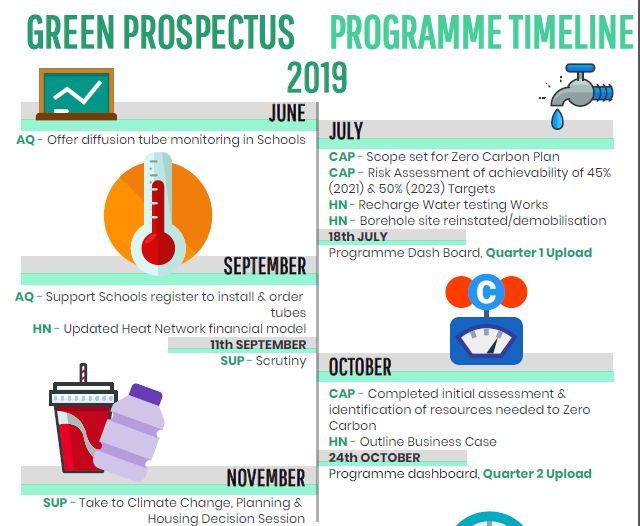 GREEN PROSPECTUS PROGRAMME TIMELINE
2019
JUNE
AQ - Offer diffusion tube monitoring in Schools
JULY
CAP - Scope set for Zero Carbon Plan
CAP - Risk Assessment of achievability of 45%
(2021) & 50% (2023) Targets
HN - Recharge Water testing Works
HN - Borehole site reinstated/demobilisation
18th JULY
Programme Dash Board, Quarter 1 Upload
SEPTEMBER
AQ - Support Schools register to install & order
tubes
HN - Updated Heat Network financial model
11th SEPTEMBER
SUP - Scrutiny
C
OCTOBER
CAP - Completed initial assessment &
identification of resources needed to Zero
Carbon
HN - Outline Business Case
24th OCTOBER
Programme dashboard, Quarter 2 Upload
NOVEMBER
SUP - Take to Climate Change, Planning &
Housing Decision Session